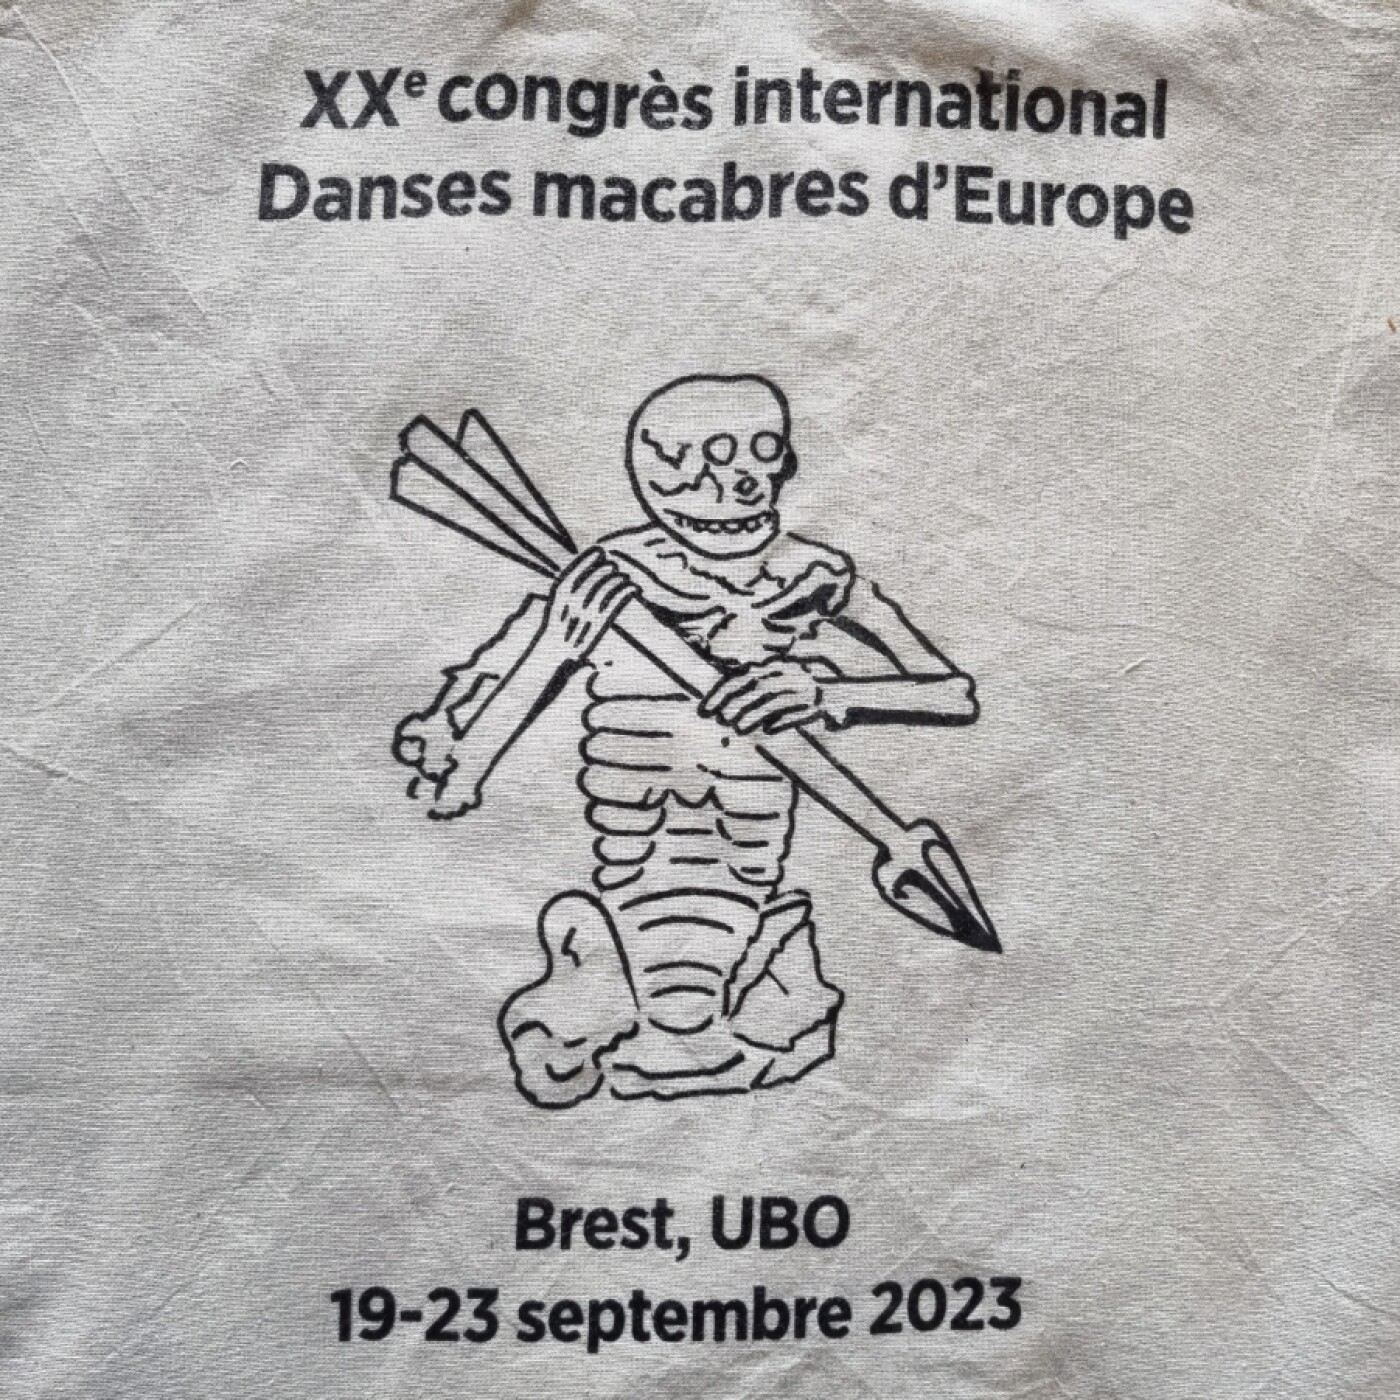 XXe congrès international
Danses macabres d'Europe
Brest, UBO
19-23 septembre 2023